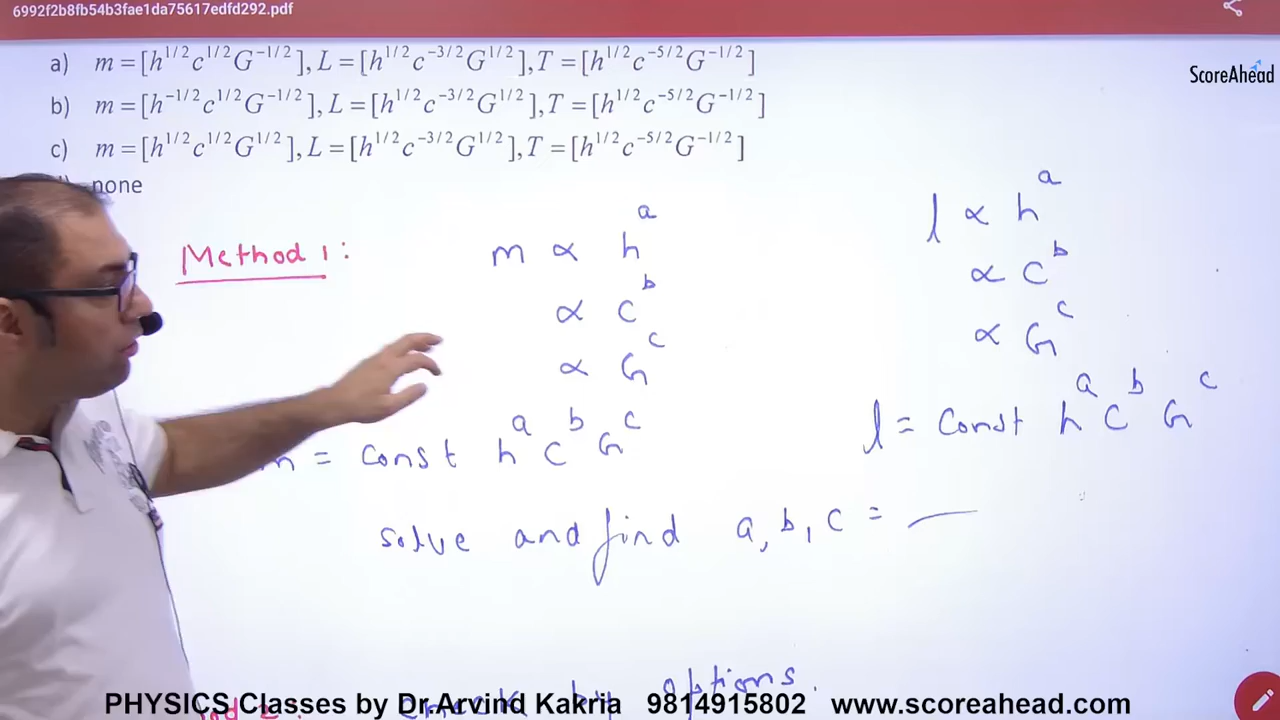 6992f2b8fb54b3fae1da75617edfd292.pdf
ScoreAhead
a) m = [h^{1/2} c^{1/2} G^{-1/2}], L = [h^{1/2} c^{-3/2} G^{1/2}], T = [h^{1/2} c^{-5/2} G^{-1/2}]
b) m = [h^{-1/2} c^{1/2} G^{-1/2}], L = [h^{1/2} c^{-3/2} G^{1/2}], T = [h^{1/2} c^{-5/2} G^{-1/2}]
c) m = [h^{1/2} c^{1/2} G^{1/2}], L = [h^{1/2} c^{-3/2} G^{1/2}], T = [h^{1/2} c^{-5/2} G^{-1/2}]
none
Method 1:
m ∝ h^a
∝ c^b
∝ G^c
m = const h^a c^b G^c
l ∝ h^a
∝ c^b
∝ G^c
l = const h^a c^b G^c
solve and find a, b, c = —
by options.
PHYSICS Classes by Dr.Arvind Kakria 9814915802 www.scoreahead.com